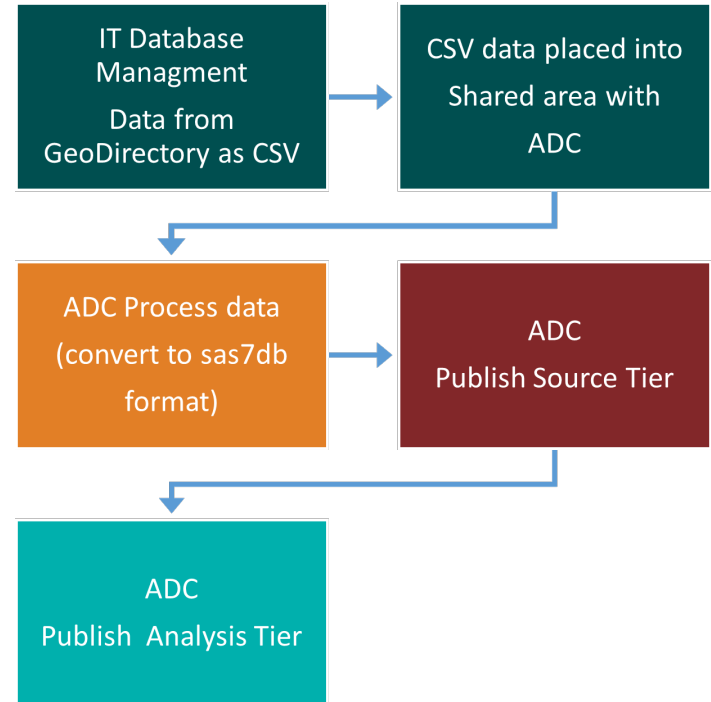 IT Database
Managment
Data from
GeoDirectory as CSV
CSV data placed into
Shared area with
ADC
ADC Process data
(convert to sas7db
format)
ADC
Publish Source Tier
ADC
Publish  Analysis Tier